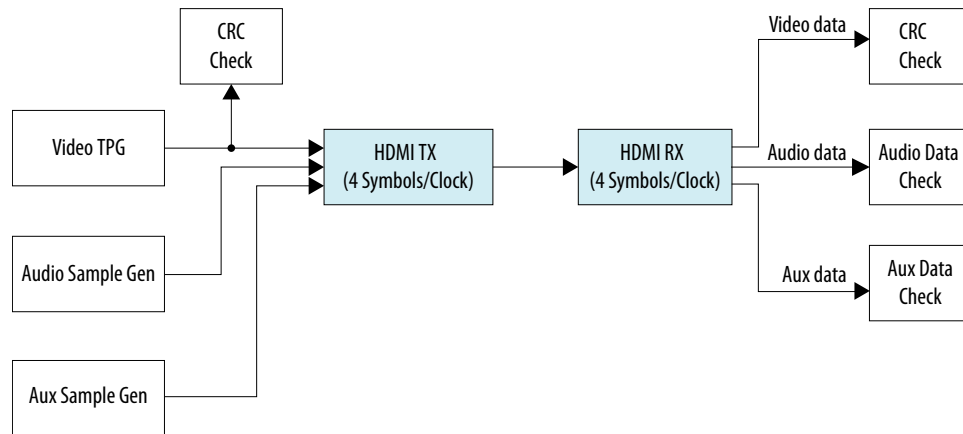 CRC
Check
Video data
CRC
Check
Video TPG
HDMI TX
(4 Symbols/Clock)
HDMI RX
(4 Symbols/Clock)
Audio data
Audio Data
Check
Audio Sample Gen
Aux data
Aux Data
Check
Aux Sample Gen